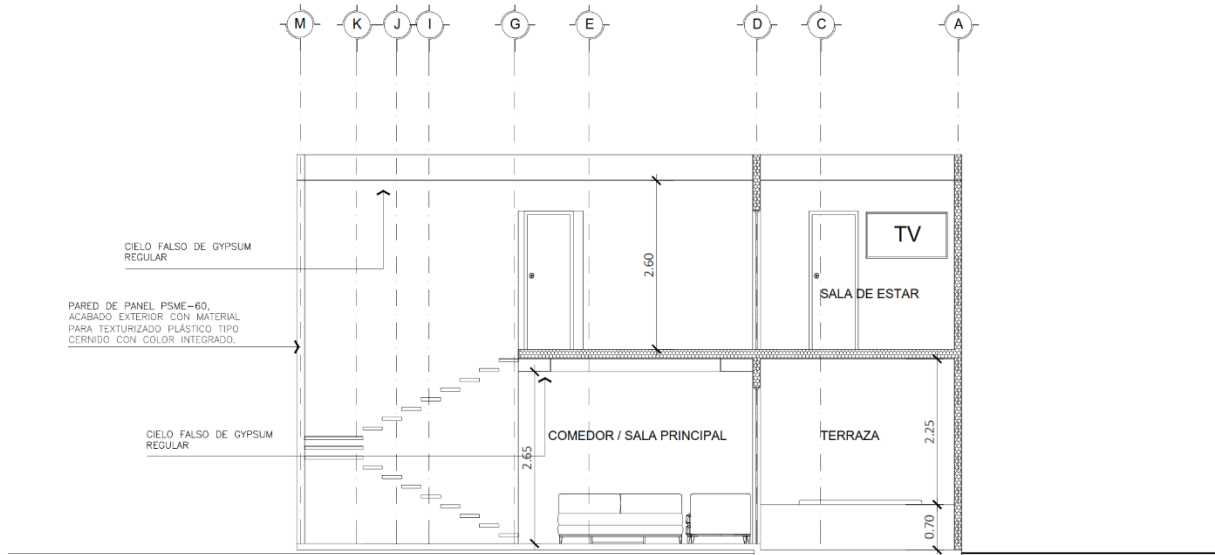 M K J I G E D C A
CIELO FALSO DE GYPSUM
REGULAR
2.60
TV
SALA DE ESTAR
PARED DE PANEL PSME-60,
ACABADO EXTERIOR CON MATERIAL
PARA TEXTURIZADO PLÁSTICO TIPO
CERNIDO CON COLOR INTEGRADO.
CIELO FALSO DE GYPSUM
REGULAR
2.65
COMEDOR / SALA PRINCIPAL
TERRAZA
2.25
0.70